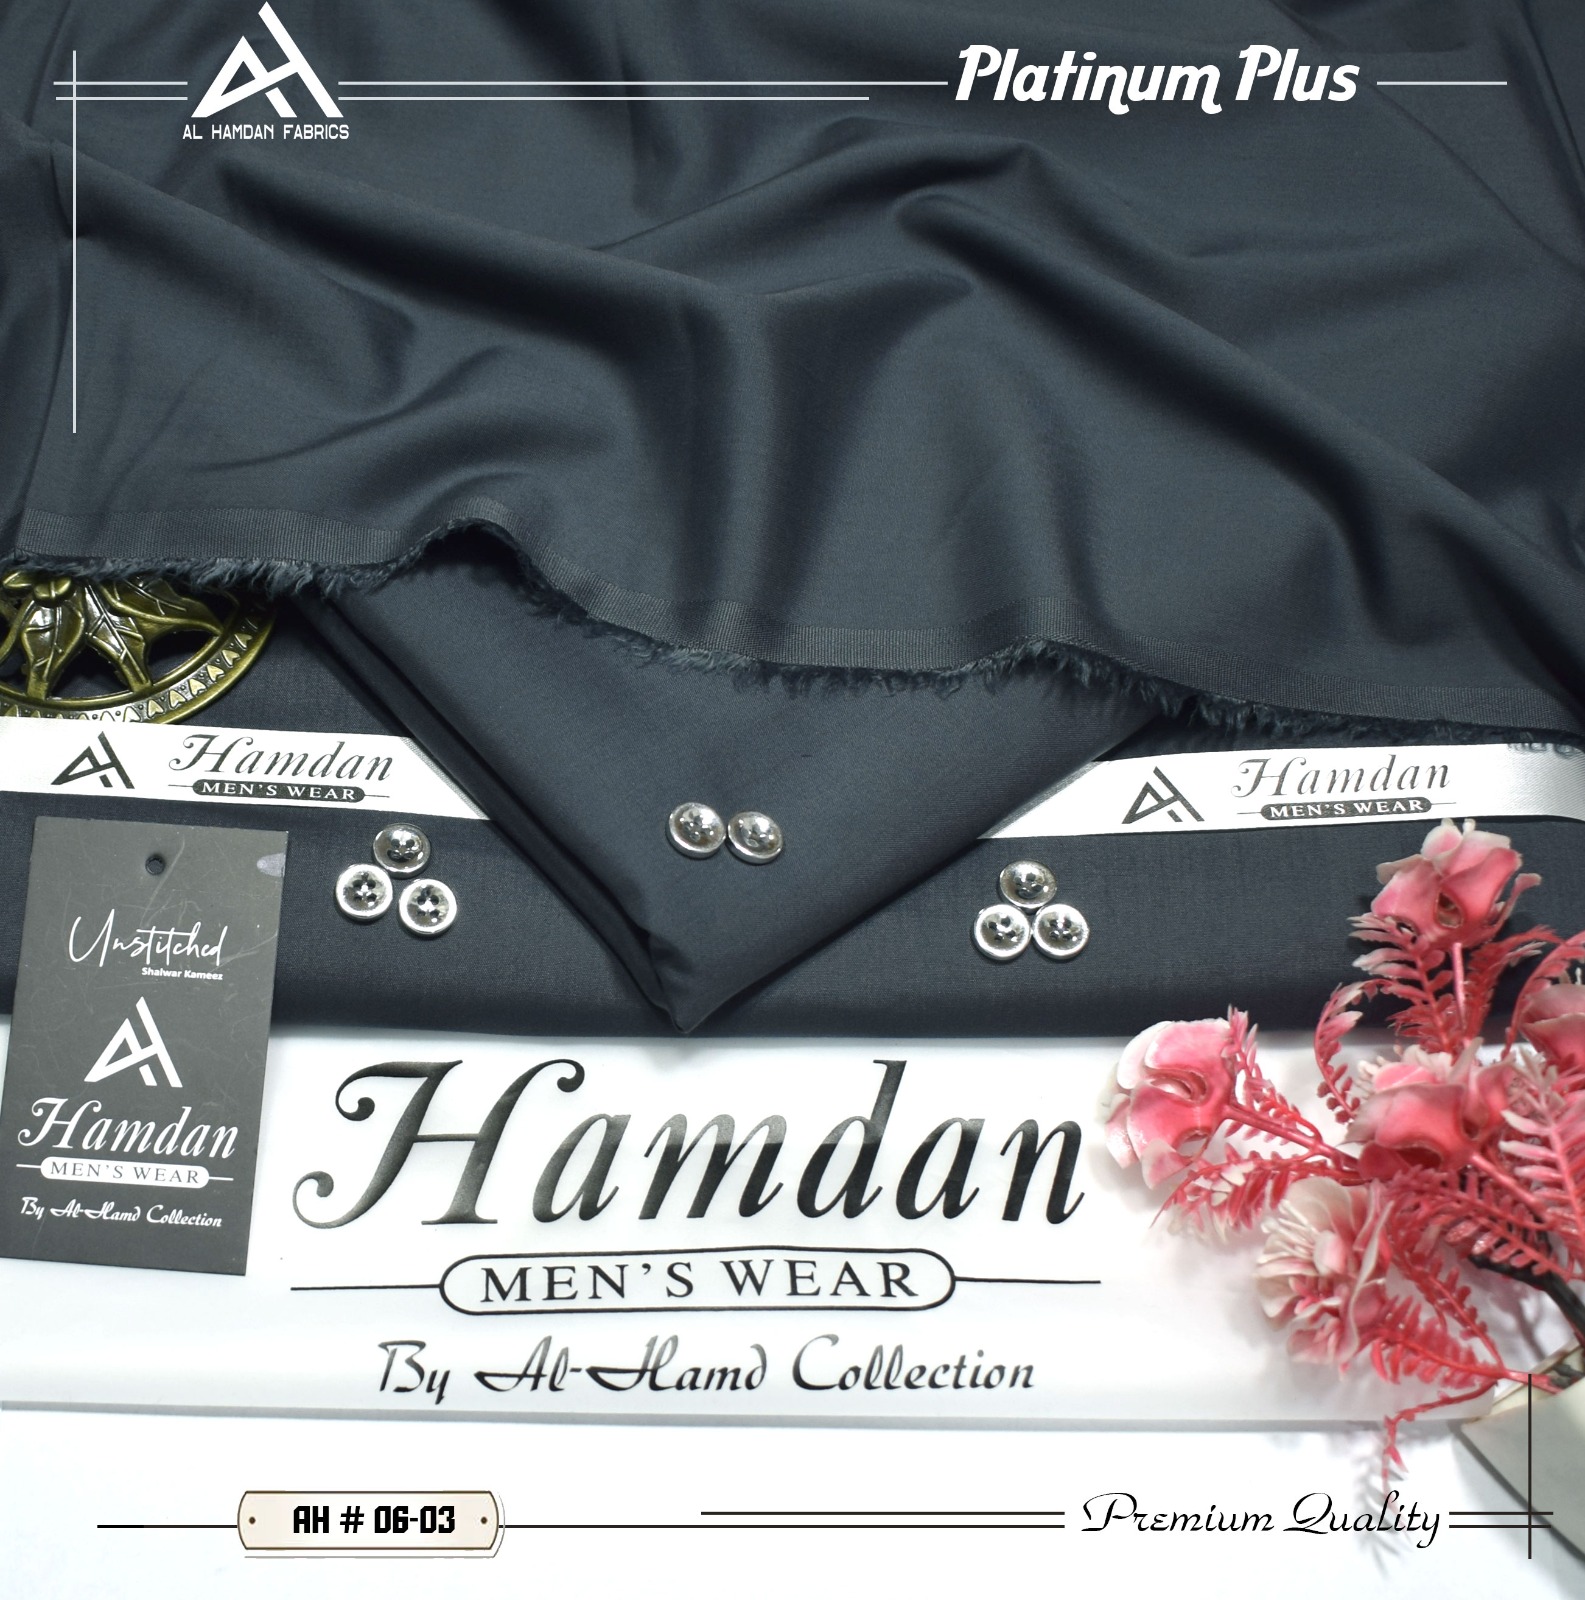 Platinum Plus
AL HAMDAN FABRICS
Hamdan
MEN'S WEAR
Hamdan
MEN'S WEAR
Unstitched
Shalwar Kameez
Hamdan
MEN'S WEAR
By Al-Hamd Collection
Hamdan
MEN'S WEAR
By Al-Hamd Collection
AH # 06-03
Premium Quality